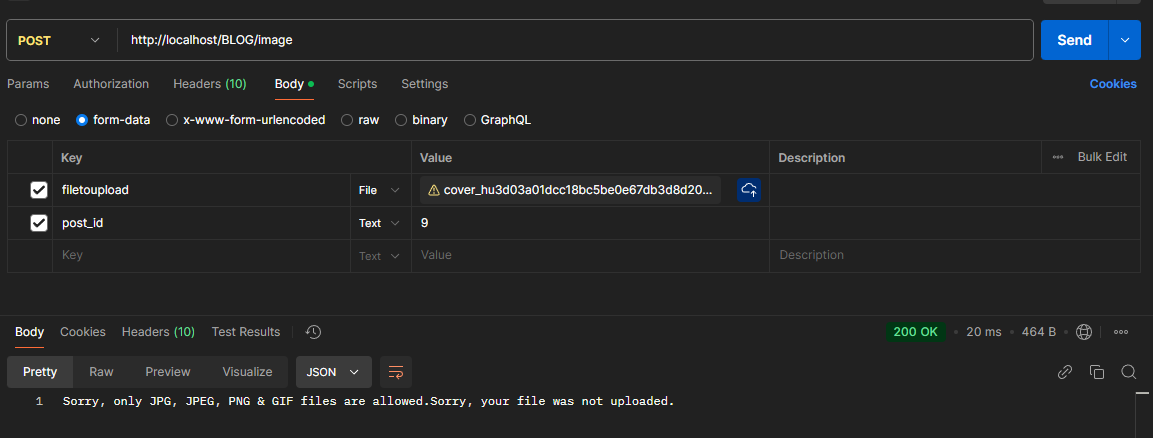 POST http://localhost/BLOG/image Send
Params Authorization Headers (10) Body Scripts Settings Cookies
none form-data x-www-form-urlencoded raw binary GraphQL
Key Value Description Bulk Edit
filetoupload File cover_hu3d03a01dcc18bc5be0e67db3d8d20...
post_id Text 9
Key Text Value Description
Body Cookies Headers (10) Test Results 200 OK 20 ms 464 B
Pretty Raw Preview Visualize JSON
1 Sorry, only JPG, JPEG, PNG & GIF files are allowed.Sorry, your file was not uploaded.